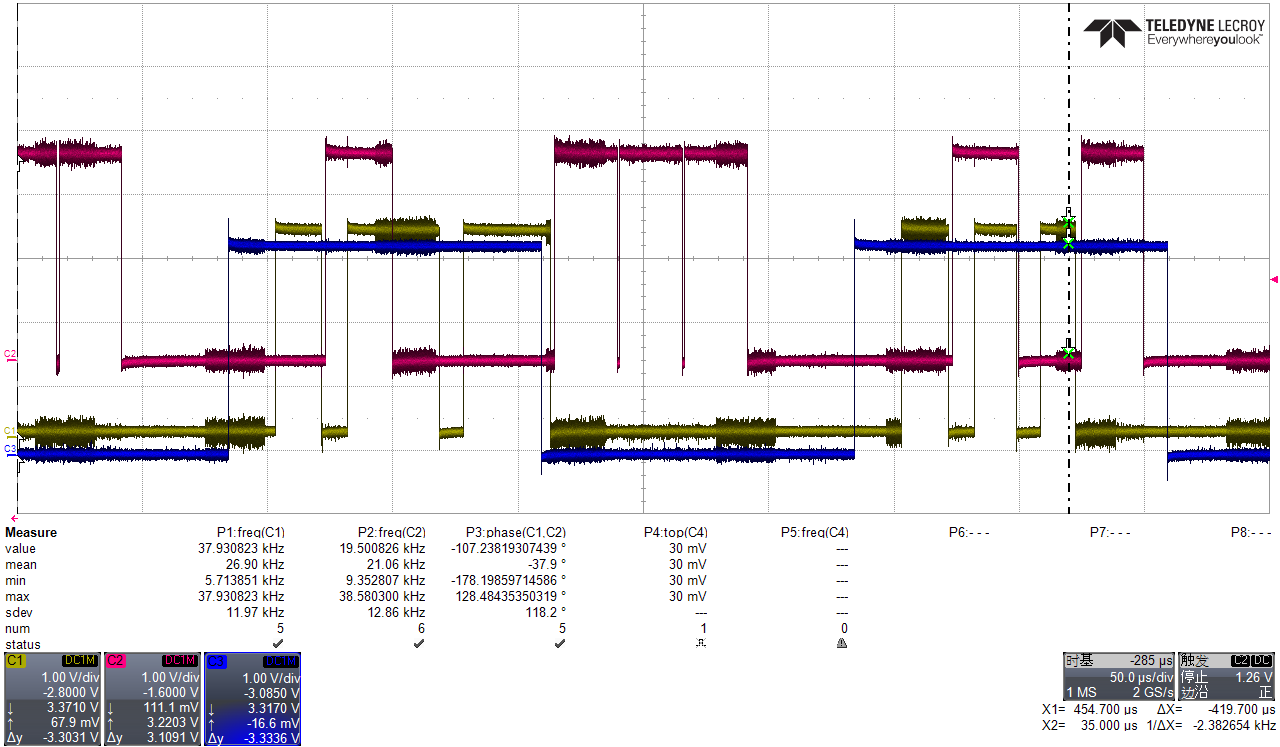 TELEDYNE LECROY
Everywhereyoulook™
C2
C1
C3
Measure P1:freq(C1) P2:freq(C2) P3:phase(C1,C2) P4:top(C4) P5:freq(C4) P6:- - - P7:- - - P8:- - -
value 37.930823 kHz 19.500826 kHz -107.23819307439 ° 30 mV ---
mean 26.90 kHz 21.06 kHz -37.9 ° 30 mV ---
min 5.713851 kHz 9.352807 kHz -178.19859714586 ° 30 mV ---
max 37.930823 kHz 38.580300 kHz 128.48435350319 ° 30 mV ---
sdev 11.97 kHz 12.86 kHz 118.2 ° --- ---
num 5 6 5 1 0
status
C1 DC1M
1.00 V/div
-2.8000 V
↓ 3.3710 V
↑ 67.9 mV
Δy -3.3031 V
C2 DC1M
1.00 V/div
-1.6000 V
↓ 111.1 mV
↑ 3.2203 V
Δy 3.1091 V
C3 DC1M
1.00 V/div
-3.0850 V
↓ 3.3170 V
↑ -16.6 mV
Δy -3.3336 V
时基 -285 µs
50.0 µs/div
1 MS 2 GS/s
触发 C2 DC
停止 1.26 V
边沿 正
X1= 454.700 µs ΔX= -419.700 µs
X2= 35.000 µs 1/ΔX= -2.382654 kHz